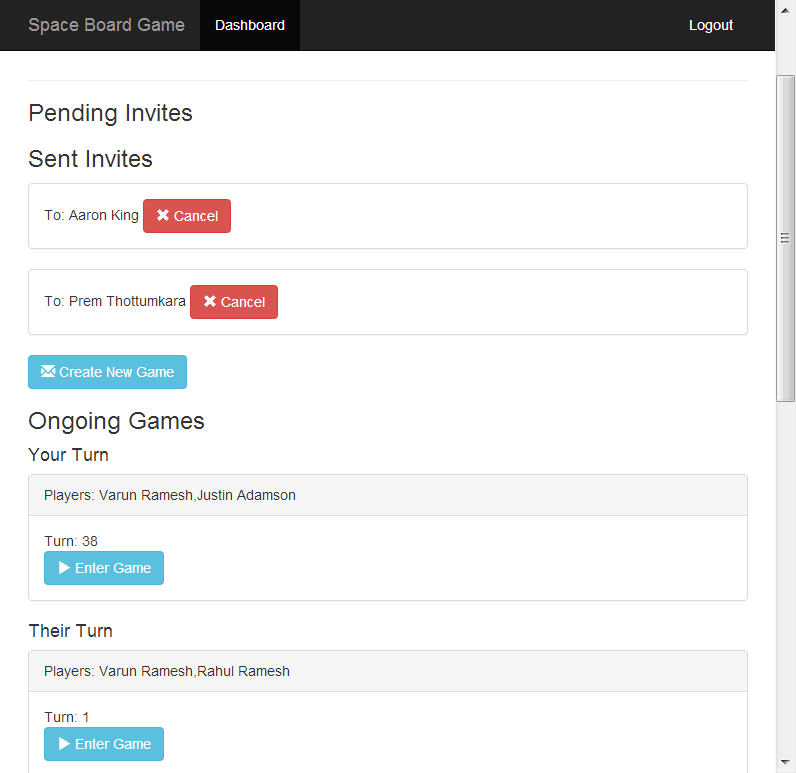 Space Board Game Dashboard Logout
Pending Invites
Sent Invites
To: Aaron King Cancel
To: Prem Thottumkara Cancel
Create New Game
Ongoing Games
Your Turn
Players: Varun Ramesh,Justin Adamson
Turn: 38
Enter Game
Their Turn
Players: Varun Ramesh,Rahul Ramesh
Turn: 1
Enter Game